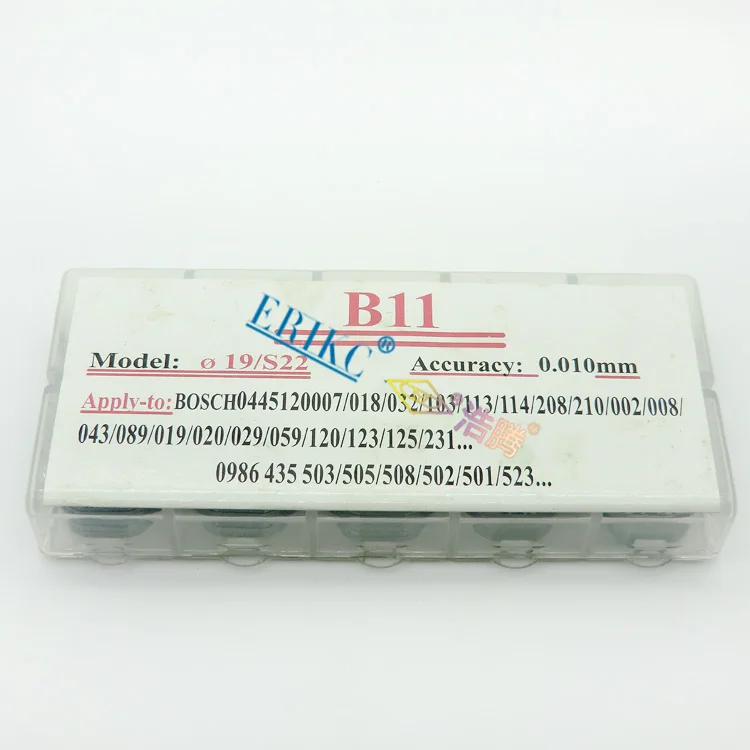 B11
ERIKC®
Model: ø 19/S22 Accuracy: 0.010mm
浩腾®
Apply-to: BOSCH0445120007/018/032/103/113/114/208/210/002/008/
043/089/019/020/029/059/120/123/125/231...
0986 435 503/505/508/502/501/523...